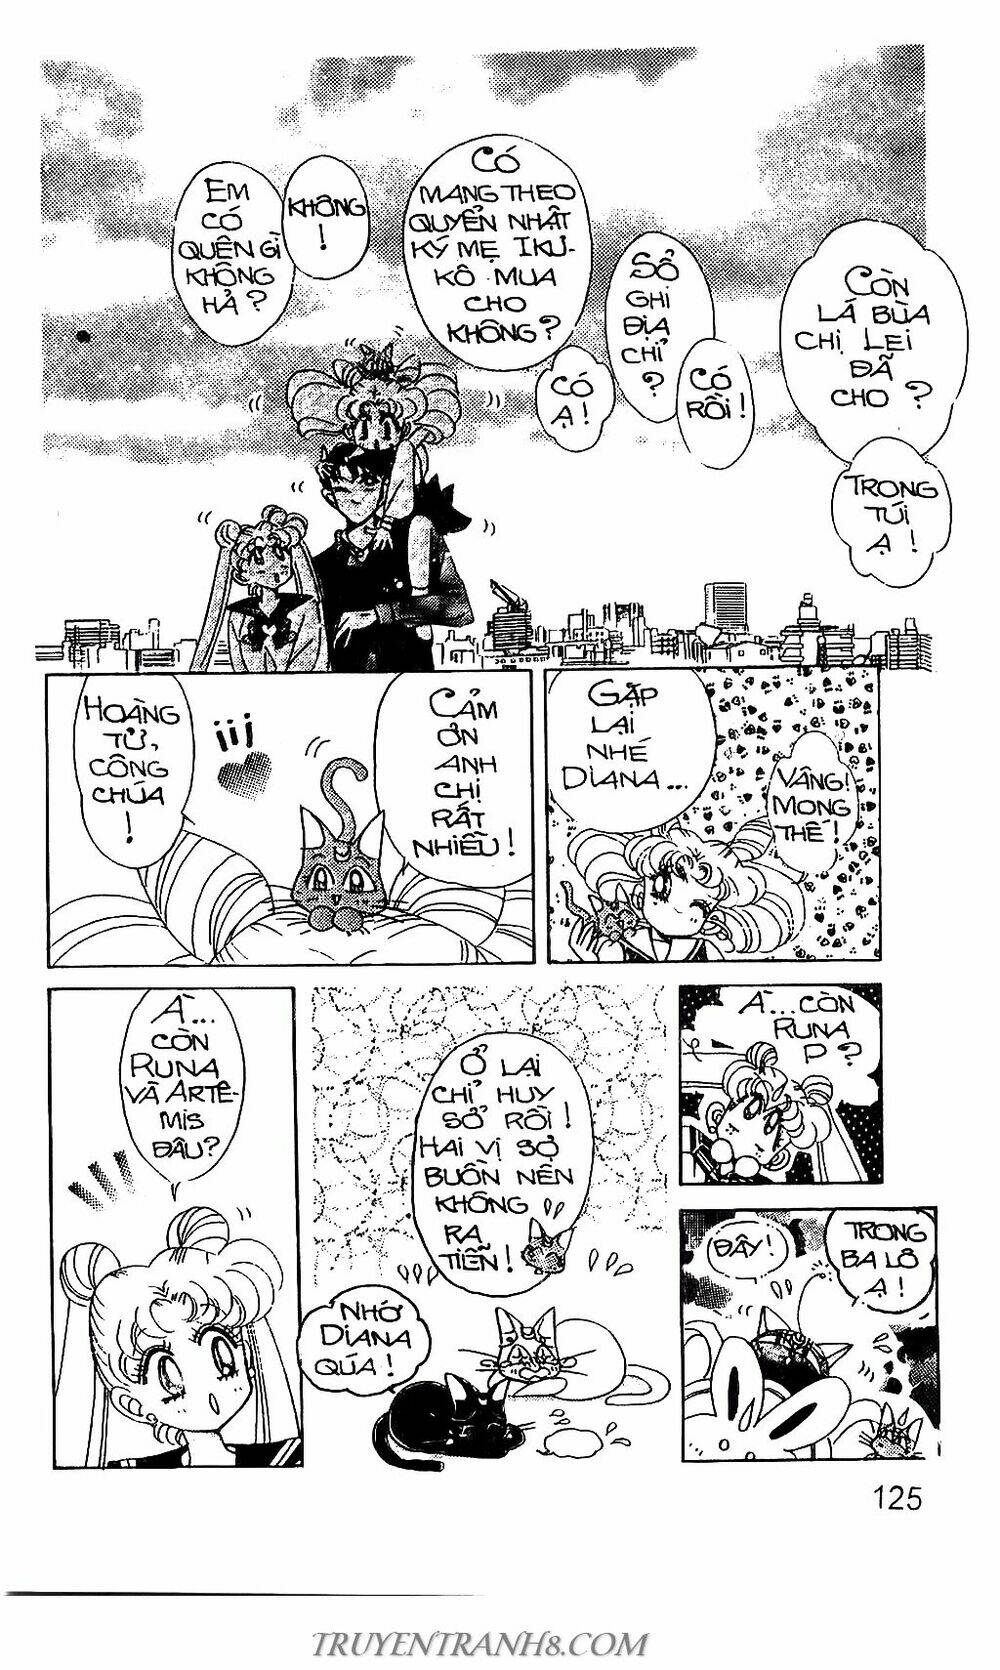 EM
CÓ
QUÊN GÌ
KHÔNG
HẢ?
KHÔNG
!
CÓ
MANG THEO
QUYỂN NHẬT
KÝ MẸ IKU-
KÔ MUA
CHO
KHÔNG?
CÓ
Ạ!
SỔ
GHI
ĐỊA
CHỈ
?
CÓ
RỒI!
CÒN
LÁ BÙA
CHỊ LEI
ĐÃ
CHO?
TRONG
TÚI
Ạ!
HOÀNG
TỬ,
CÔNG
CHÚA
!
CẢM
ƠN
ANH
CHỊ
RẤT
NHIỀU!
GẶP
LẠI
NHÉ
DIANA...
VÂNG!
MONG
THẾ!
À...
CÒN
RUNA
VÀ ARTÊ-
MIS
ĐÂU?
Ở LẠI
CHỈ HUY
SỞ RỒI!
HAI VỊ SỢ
BUỒN NÊN
KHÔNG
RA
TIỄN!
NHỚ
DIANA
QÚA!
À...CÒN
RUNA
P?
ĐÂY!
TRONG
BA LÔ
Ạ!
125
TRUYENTRANH8.COM